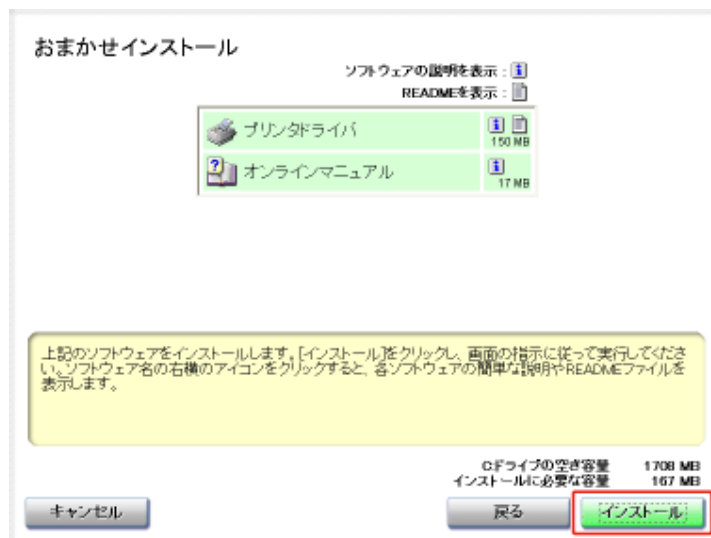 おまかせインストール
ソフトウェアの説明を表示 :
READMEを表示 :
プリンタドライバ
150 MB
オンラインマニュアル
17 MB
上記のソフトウェアをインストールします。[インストール]をクリックし、画面の指示に従って実行してくださ
い。ソフトウェア名の右横のアイコンをクリックすると、各ソフトウェアの簡単な説明やREADMEファイルを
表示します。
Cドライブの空き容量 1708 MB
インストールに必要な容量 167 MB
キャンセル
戻る
インストール